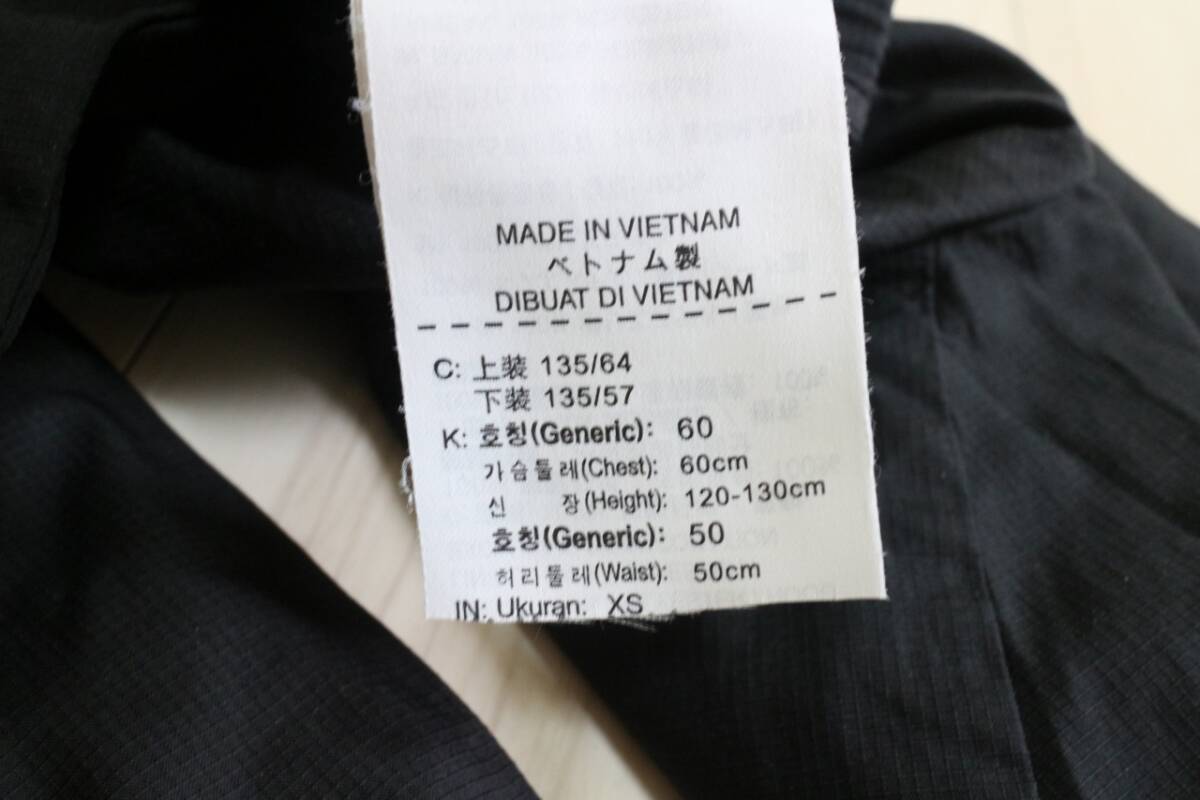 MADE IN VIETNAM
ベトナム製
DIBUAT DI VIETNAM
C: 上装 135/64
下装 135/57
K: 호칭(Generic): 60
가슴둘레(Chest): 60cm
신 장(Height): 120-130cm
호칭(Generic): 50
허리둘레(Waist): 50cm
IN: Ukuran: XS